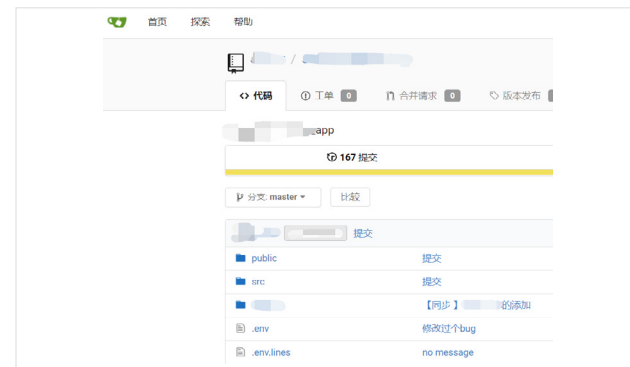 首页 探索 帮助
/
代码 工单 0 合并请求 0 版本发布
app
167 提交
分支: master 比较
提交
public 提交
src 提交
【同步 】 的添加
.env 修改过个bug
.env.lines no message